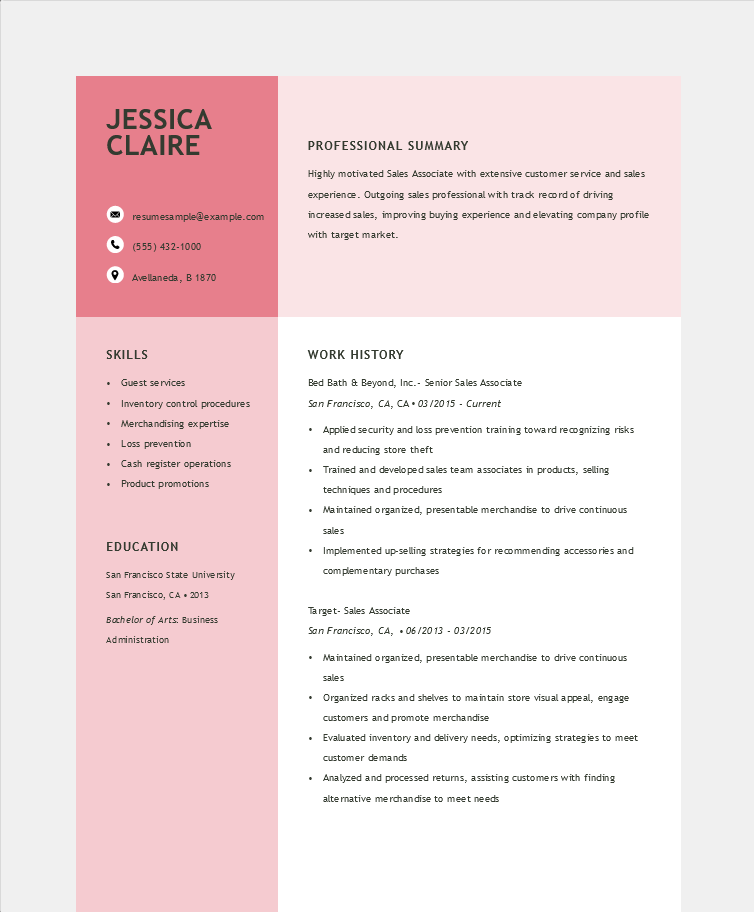 JESSICA
CLAIRE
resumesample@example.com
(555) 432-1000
Avellaneda, B 1870
PROFESSIONAL SUMMARY
Highly motivated Sales Associate with extensive customer service and sales
experience. Outgoing sales professional with track record of driving
increased sales, improving buying experience and elevating company profile
with target market.
SKILLS
• Guest services
• Inventory control procedures
• Merchandising expertise
• Loss prevention
• Cash register operations
• Product promotions
EDUCATION
San Francisco State University
San Francisco, CA • 2013
Bachelor of Arts: Business
Administration
WORK HISTORY
Bed Bath & Beyond, Inc.- Senior Sales Associate
San Francisco, CA, CA • 03/2015 - Current
• Applied security and loss prevention training toward recognizing risks
and reducing store theft
• Trained and developed sales team associates in products, selling
techniques and procedures
• Maintained organized, presentable merchandise to drive continuous
sales
• Implemented up-selling strategies for recommending accessories and
complementary purchases
Target- Sales Associate
San Francisco, CA, • 06/2013 - 03/2015
• Maintained organized, presentable merchandise to drive continuous
sales
• Organized racks and shelves to maintain store visual appeal, engage
customers and promote merchandise
• Evaluated inventory and delivery needs, optimizing strategies to meet
customer demands
• Analyzed and processed returns, assisting customers with finding
alternative merchandise to meet needs